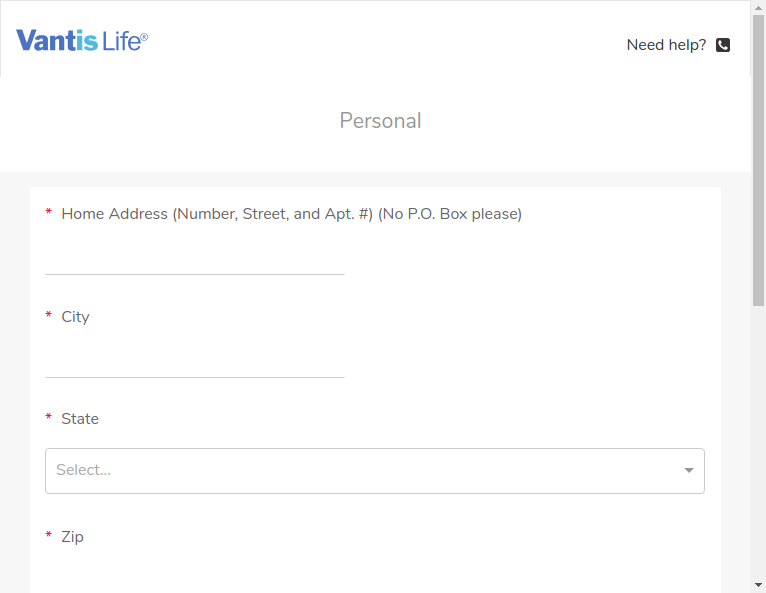 Vantis Life®
Need help?
Personal
* Home Address (Number, Street, and Apt. #) (No P.O. Box please)
* City
* State
Select...
* Zip